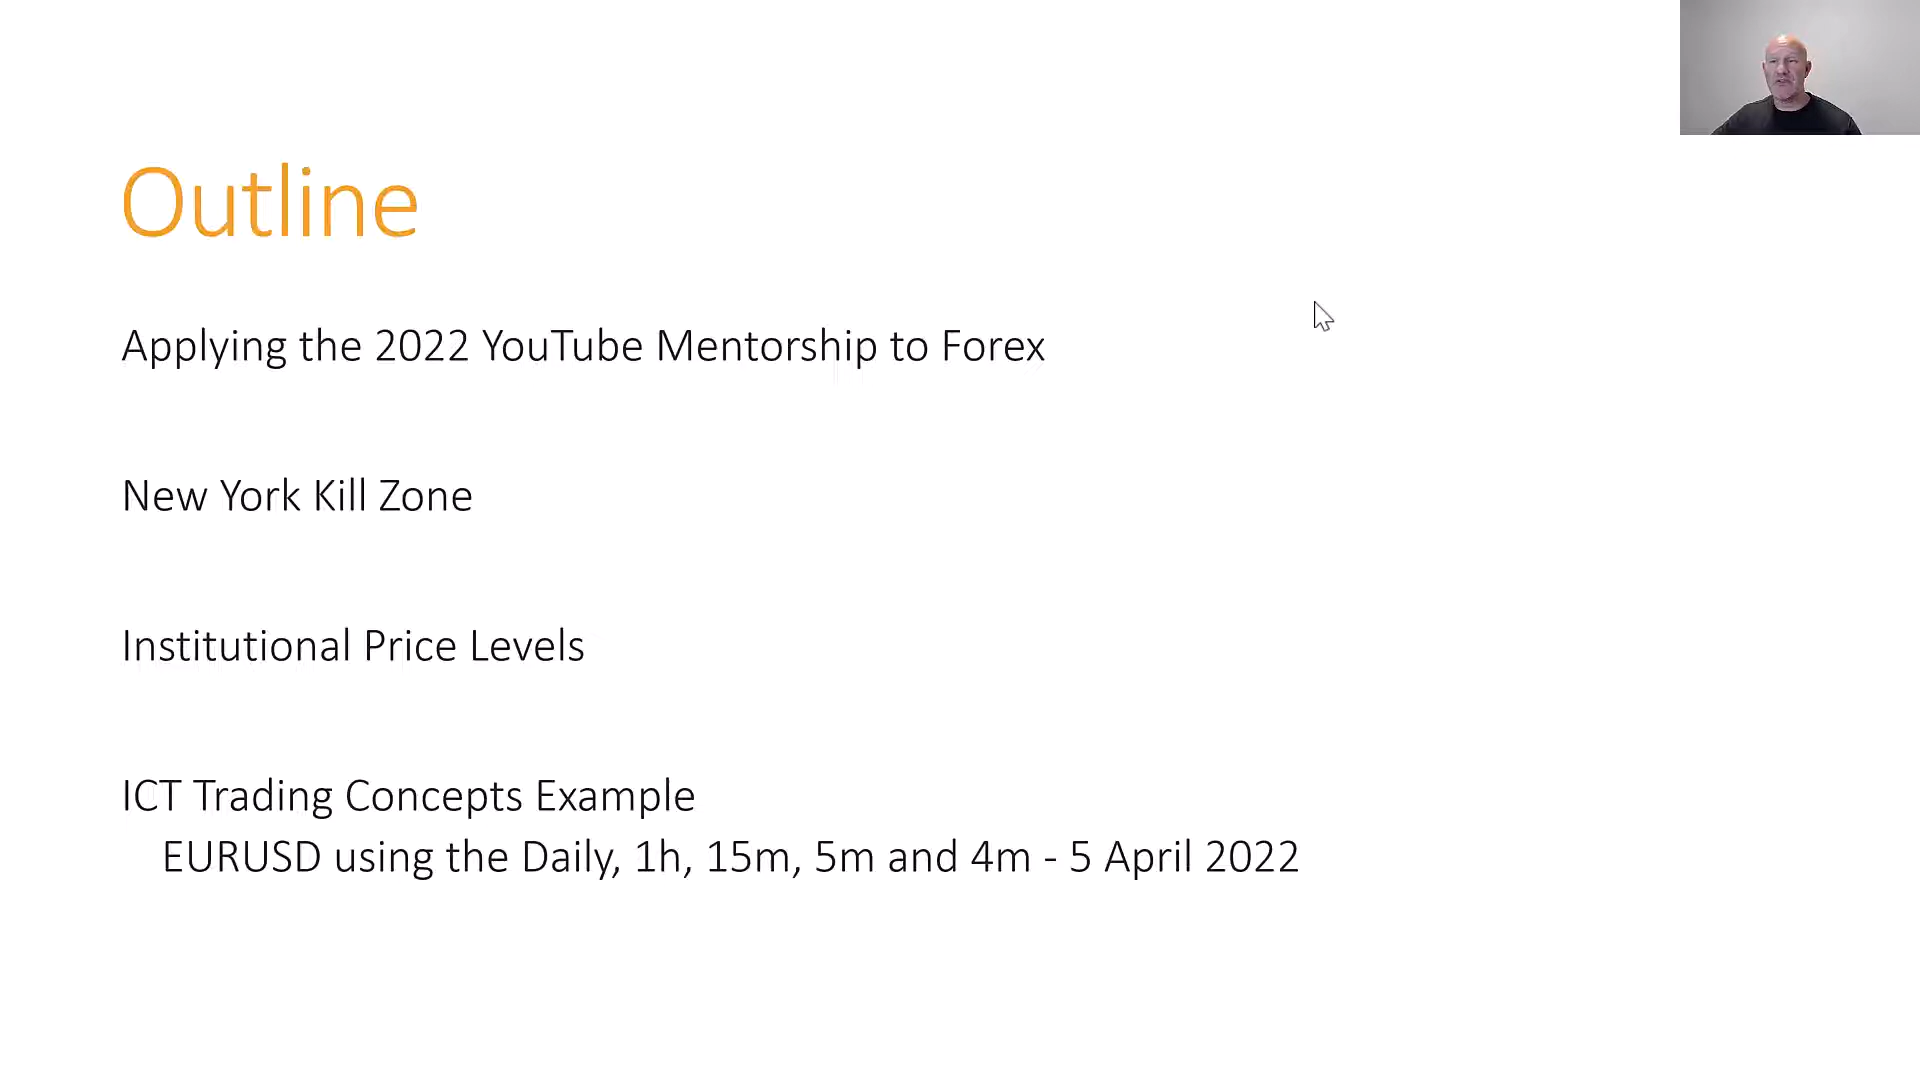 Outline
Applying the 2022 YouTube Mentorship to Forex
New York Kill Zone
Institutional Price Levels
ICT Trading Concepts Example
EURUSD using the Daily, 1h, 15m, 5m and 4m - 5 April 2022